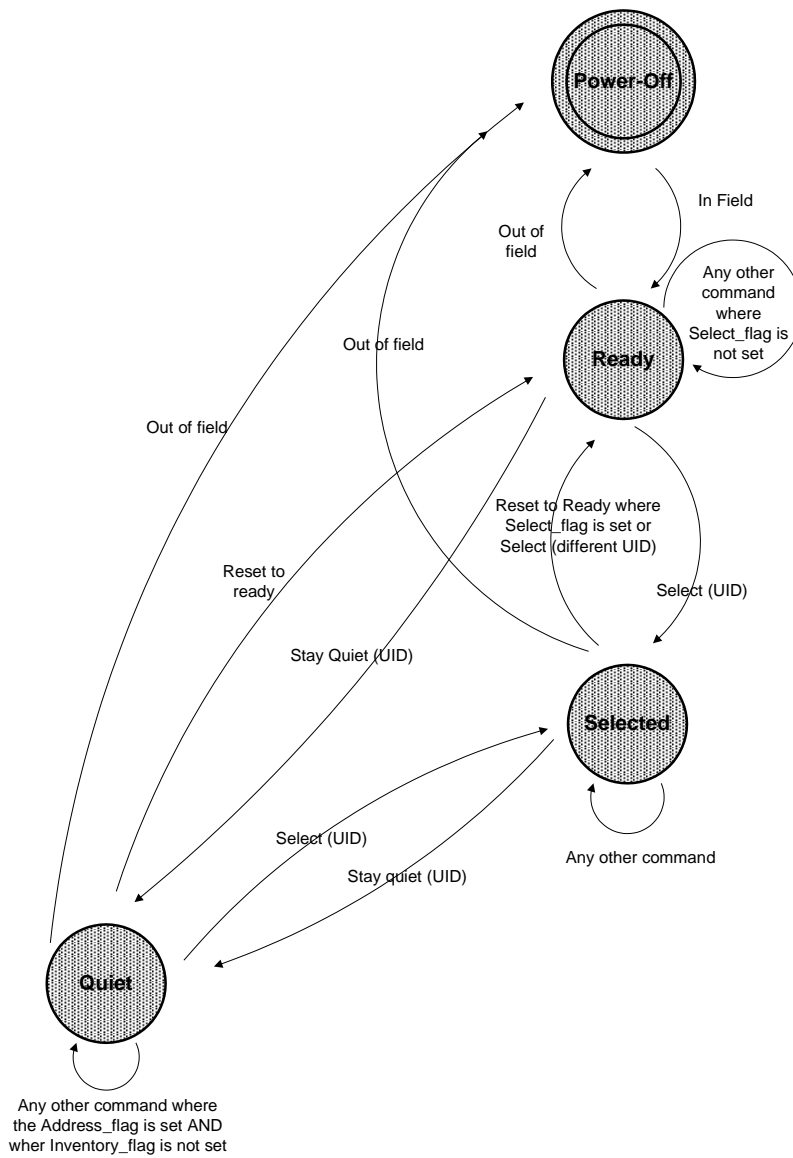 Power-Off
In Field
Out of
field
Any other
command
where
Select_flag is
not set
Ready
Out of field
Out of field
Reset to Ready where
Select_flag is set or
Select (different UID)
Reset to
ready
Select (UID)
Stay Quiet (UID)
Selected
Select (UID)
Any other command
Stay quiet (UID)
Quiet
Any other command where
the Address_flag is set AND
wher Inventory_flag is not set